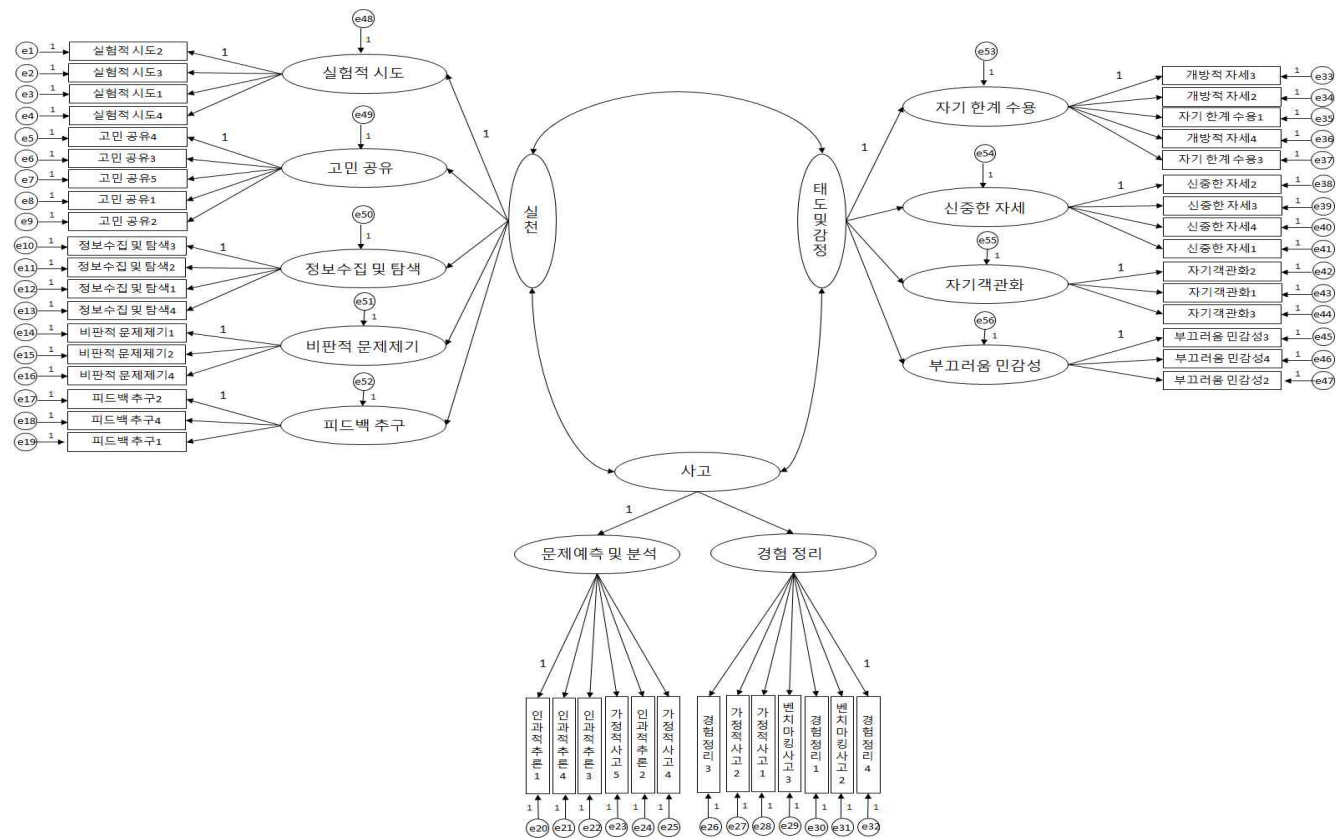 e48
e1 1 실험적 시도2
e2 1 실험적 시도3
e3 1 실험적 시도1
e4 1 실험적 시도4
1
1
실험적 시도
e49
e5 1 고민 공유4
e6 1 고민 공유3
e7 1 고민 공유5
e8 1 고민 공유1
e9 1 고민 공유2
1
1
고민 공유
e50
e10 1 정보수집 및 탐색3
e11 1 정보수집 및 탐색2
e12 1 정보수집 및 탐색1
e13 1 정보수집 및 탐색4
1
1
정보수집 및 탐색
e51
e14 1 비판적 문제제기1
e15 1 비판적 문제제기2
e16 1 비판적 문제제기4
1
1
비판적 문제제기
e52
e17 1 피드백 추구2
e18 1 피드백 추구4
e19 1 피드백 추구1
1
1
피드백 추구
1
실천
태도및감정
1
e53
1
자기 한계 수용
1
개방적 자세3 1 e33
개방적 자세2 1 e34
자기 한계 수용1 1 e35
개방적 자세4 1 e36
자기 한계 수용3 1 e37
e54
1
신중한 자세
1
신중한 자세2 1 e38
신중한 자세3 1 e39
신중한 자세4 1 e40
신중한 자세1 1 e41
e55
1
자기객관화
1
자기객관화2 1 e42
자기객관화1 1 e43
자기객관화3 1 e44
e56
1
부끄러움 민감성
1
부끄러움 민감성3 1 e45
부끄러움 민감성4 1 e46
부끄러움 민감성2 1 e47
사고
1
문제예측 및 분석
경험 정리
1
1
인과적추론1
인과적추론4
인과적추론3
가정적사고5
인과적추론2
가정적사고4
경험정리3
가정적사고2
가정적사고1
벤치마킹사고3
경험정리1
벤치마킹사고2
경험정리4
1 1 1 1 1 1 1 1 1 1 1 1 1
e20 e21 e22 e23 e24 e25 e26 e27 e28 e29 e30 e31 e32